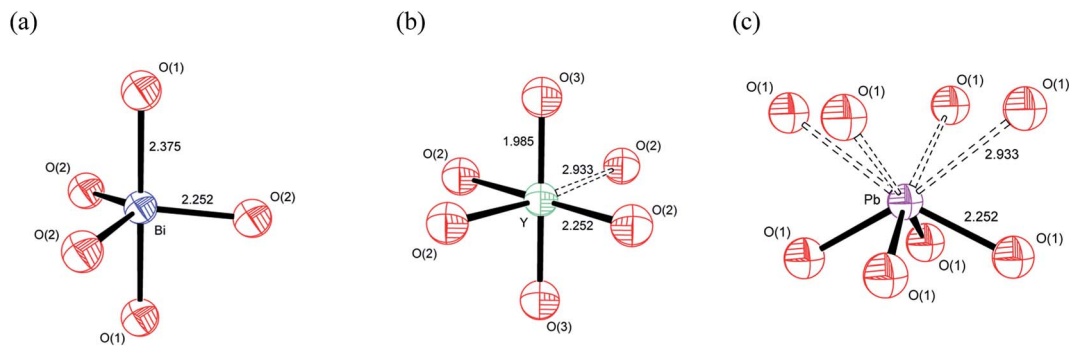 (a)
O(1)
2.375
O(2)
2.252
O(2)
O(2)
Bi
O(1)
(b)
O(3)
1.985
O(2)
O(2)
2.933
O(2)
2.252
O(2)
Y
O(3)
(c)
O(1)
O(1)
O(1)
O(1)
2.933
Pb
2.252
O(1)
O(1)
O(1)
O(1)